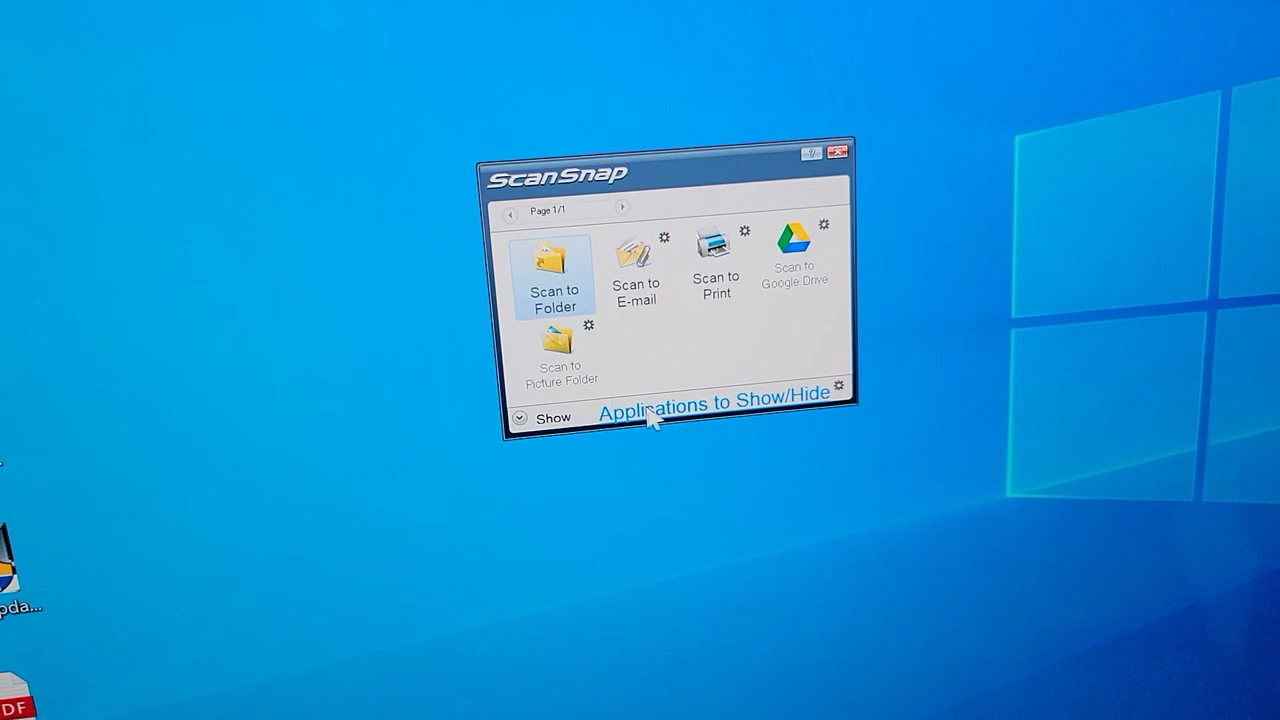 ScanSnap
Page 1/1
Scan to
Folder
Scan to
E-mail
Scan to
Print
Scan to
Google Drive
Scan to
Picture Folder
Show
Applications to Show/Hide
pda...
DF